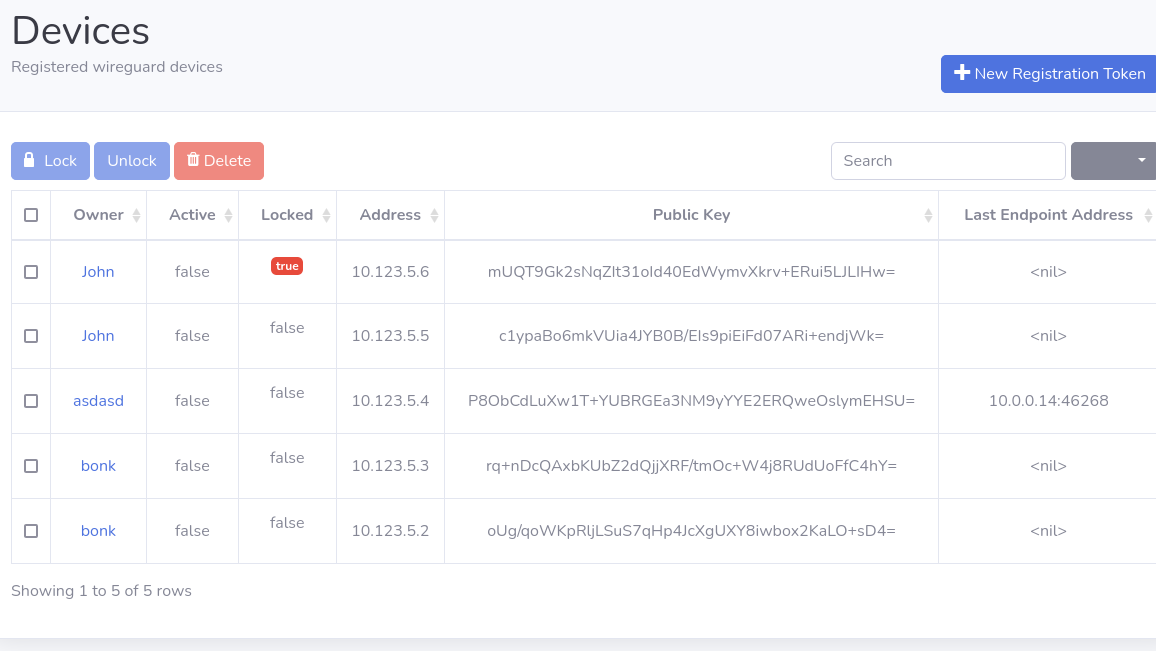 Devices
Registered wireguard devices
New Registration Token
Lock Unlock Delete Search
Owner Active Locked Address Public Key Last Endpoint Address
John false true 10.123.5.6 mUQT9Gk2sNqZIt31oId40EdWymvXkrv+ERui5LJLIHw= <nil>
John false false 10.123.5.5 c1ypaBo6mkVUia4JYB0B/EIs9piEiFd07ARi+endjWk= <nil>
asdasd false false 10.123.5.4 P8ObCdLuXw1T+YUBRGEa3NM9yYYE2ERQweOslymEHSU= 10.0.0.14:46268
bonk false false 10.123.5.3 rq+nDcQAxbKUbZ2dQjjXRF/tmOc+W4j8RUdUoFfC4hY= <nil>
bonk false false 10.123.5.2 oUg/qoWKpRljLSuS7qHp4JcXgUXY8iwbox2KaLO+sD4= <nil>
Showing 1 to 5 of 5 rows